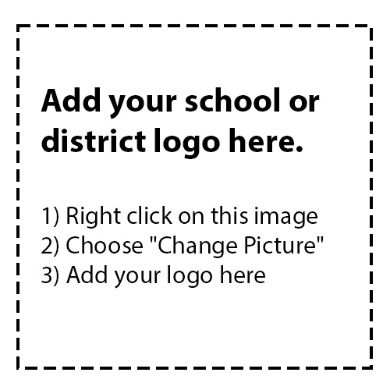 Add your school or
district logo here.
1) Right click on this image
2) Choose "Change Picture"
3) Add your logo here